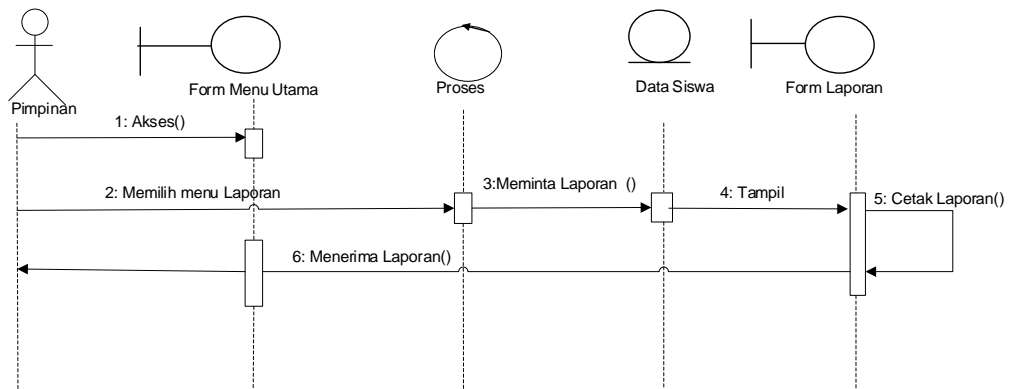 Pimpinan
Form Menu Utama
Proses
Data Siswa
Form Laporan
1: Akses()
2: Memilih menu Laporan
3:Meminta Laporan ()
4: Tampil
5: Cetak Laporan()
6: Menerima Laporan()